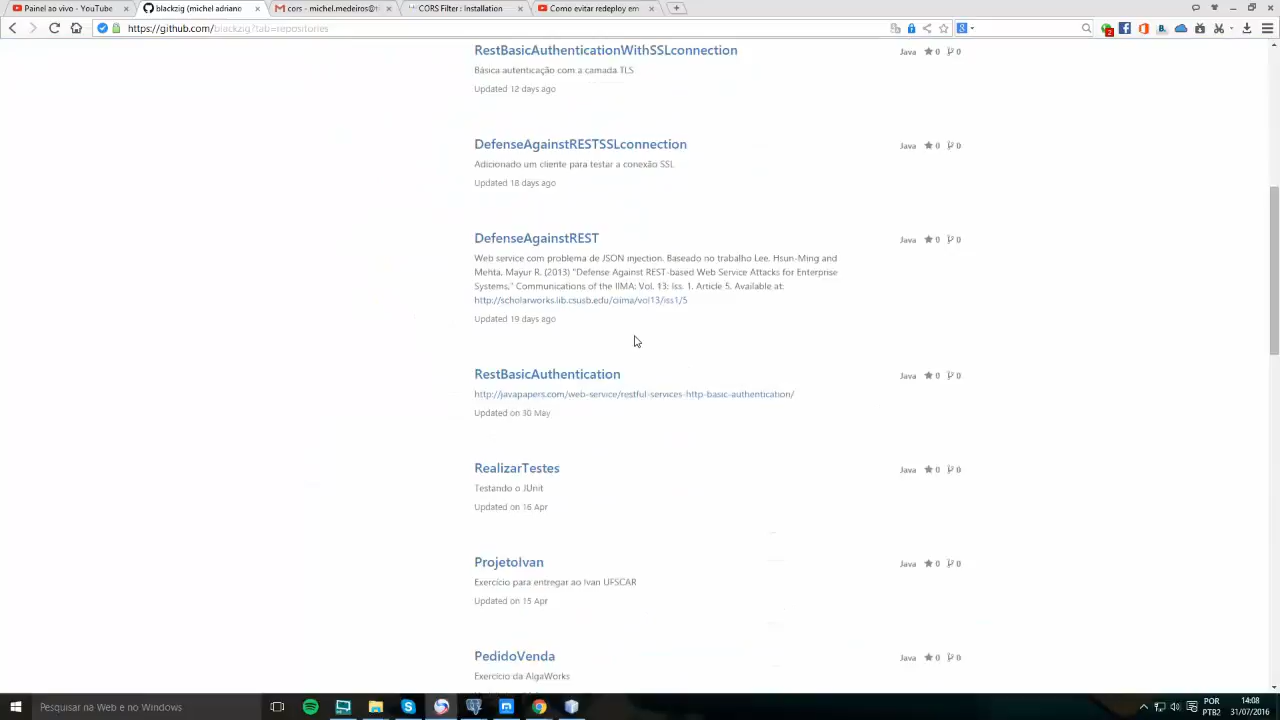 Painel ao vivo - YouTube
blackzig (michel adriano)
cors - michel.medeiros@
CORS Filter : Installation
Como evitar redeploy em
https://github.com/blackzig?tab=repositories
RestBasicAuthenticationWithSSLconnection
Java 0 0
Básica autenticação com a camada TLS
Updated 12 days ago
DefenseAgainstRESTSSLconnection
Java 0 0
Adicionado um cliente para testar a conexão SSL
Updated 18 days ago
DefenseAgainstREST
Java 0 0
Web service com problema de JSON injection. Baseado no trabalho Lee, Hsun-Ming and
Mehta, Mayur R. (2013) "Defense Against REST-based Web Service Attacks for Enterprise
Systems," Communications of the IIMA: Vol. 13: Iss. 1, Article 5. Available at:
http://scholarworks.lib.csusb.edu/ciima/vol13/iss1/5
Updated 19 days ago
RestBasicAuthentication
Java 0 0
http://javapapers.com/web-service/restful-services-http-basic-authentication/
Updated on 30 May
RealizarTestes
Java 0 0
Testando o JUnit
Updated on 16 Apr
ProjetoIvan
Java 0 0
Exercício para entregar ao Ivan UFSCAR
Updated on 15 Apr
PedidoVenda
Java 0 0
Exercício da AlgaWorks
Pesquisar na Web e no Windows
POR
PTB2
14:08
31/07/2016